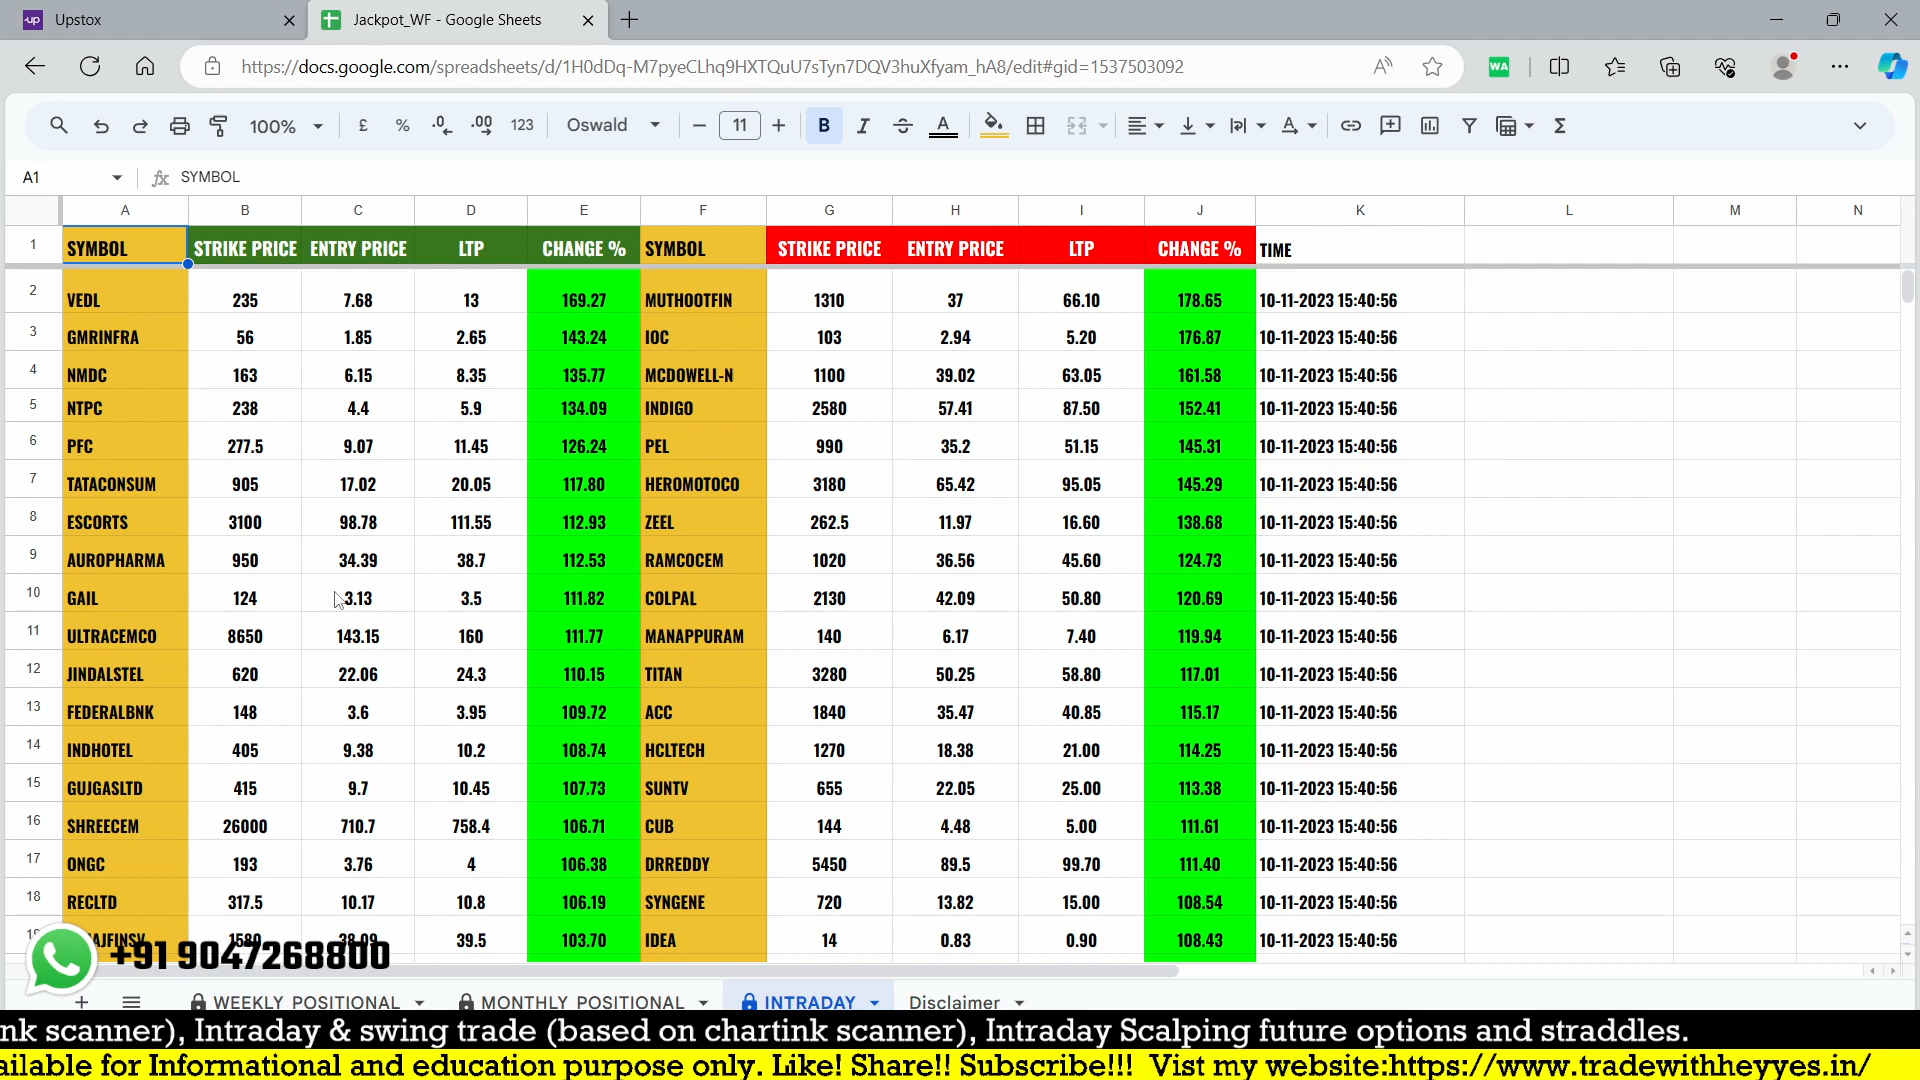 Upstox
Jackpot_WF - Google Sheets
https://docs.google.com/spreadsheets/d/1H0dDq-M7pyeCLhq9HXTQuU7sTyn7DQV3huXfyam_hA8/edit#gid=1537503092
100% £ % .0 .00 123 Oswald 11 B I A
A1 fx SYMBOL
A B C D E F G H I J K L M N
1 SYMBOL STRIKE PRICE ENTRY PRICE LTP CHANGE % SYMBOL STRIKE PRICE ENTRY PRICE LTP CHANGE % TIME
2 VEDL 235 7.68 13 169.27 MUTHOOTFIN 1310 37 66.10 178.65 10-11-2023 15:40:56
3 GMRINFRA 56 1.85 2.65 143.24 IOC 103 2.94 5.20 176.87 10-11-2023 15:40:56
4 NMDC 163 6.15 8.35 135.77 MCDOWELL-N 1100 39.02 63.05 161.58 10-11-2023 15:40:56
5 NTPC 238 4.4 5.9 134.09 INDIGO 2580 57.41 87.50 152.41 10-11-2023 15:40:56
6 PFC 277.5 9.07 11.45 126.24 PEL 990 35.2 51.15 145.31 10-11-2023 15:40:56
7 TATACONSUM 905 17.02 20.05 117.80 HEROMOTOCO 3180 65.42 95.05 145.29 10-11-2023 15:40:56
8 ESCORTS 3100 98.78 111.55 112.93 ZEEL 262.5 11.97 16.60 138.68 10-11-2023 15:40:56
9 AUROPHARMA 950 34.39 38.7 112.53 RAMCOCEM 1020 36.56 45.60 124.73 10-11-2023 15:40:56
10 GAIL 124 3.13 3.5 111.82 COLPAL 2130 42.09 50.80 120.69 10-11-2023 15:40:56
11 ULTRACEMCO 8650 143.15 160 111.77 MANAPPURAM 140 6.17 7.40 119.94 10-11-2023 15:40:56
12 JINDALSTEL 620 22.06 24.3 110.15 TITAN 3280 50.25 58.80 117.01 10-11-2023 15:40:56
13 FEDERALBNK 148 3.6 3.95 109.72 ACC 1840 35.47 40.85 115.17 10-11-2023 15:40:56
14 INDHOTEL 405 9.38 10.2 108.74 HCLTECH 1270 18.38 21.00 114.25 10-11-2023 15:40:56
15 GUJGASLTD 415 9.7 10.45 107.73 SUNTV 655 22.05 25.00 113.38 10-11-2023 15:40:56
16 SHREECEM 26000 710.7 758.4 106.71 CUB 144 4.48 5.00 111.61 10-11-2023 15:40:56
17 ONGC 193 3.76 4 106.38 DRREDDY 5450 89.5 99.70 111.40 10-11-2023 15:40:56
18 RECLTD 317.5 10.17 10.8 106.19 SYNGENE 720 13.82 15.00 108.54 10-11-2023 15:40:56
19 AJFINSV 1580 38.09 39.5 103.70 IDEA 14 0.83 0.90 108.43 10-11-2023 15:40:56
+91 9047268800
WEEKLY POSITIONAL MONTHLY POSITIONAL INTRADAY Disclaimer
nk scanner), Intraday & swing trade (based on chartink scanner), Intraday Scalping future options and straddles.
ailable for Informational and education purpose only. Like! Share!! Subscribe!!! Vist my website:https://www.tradewithheyyes.in/